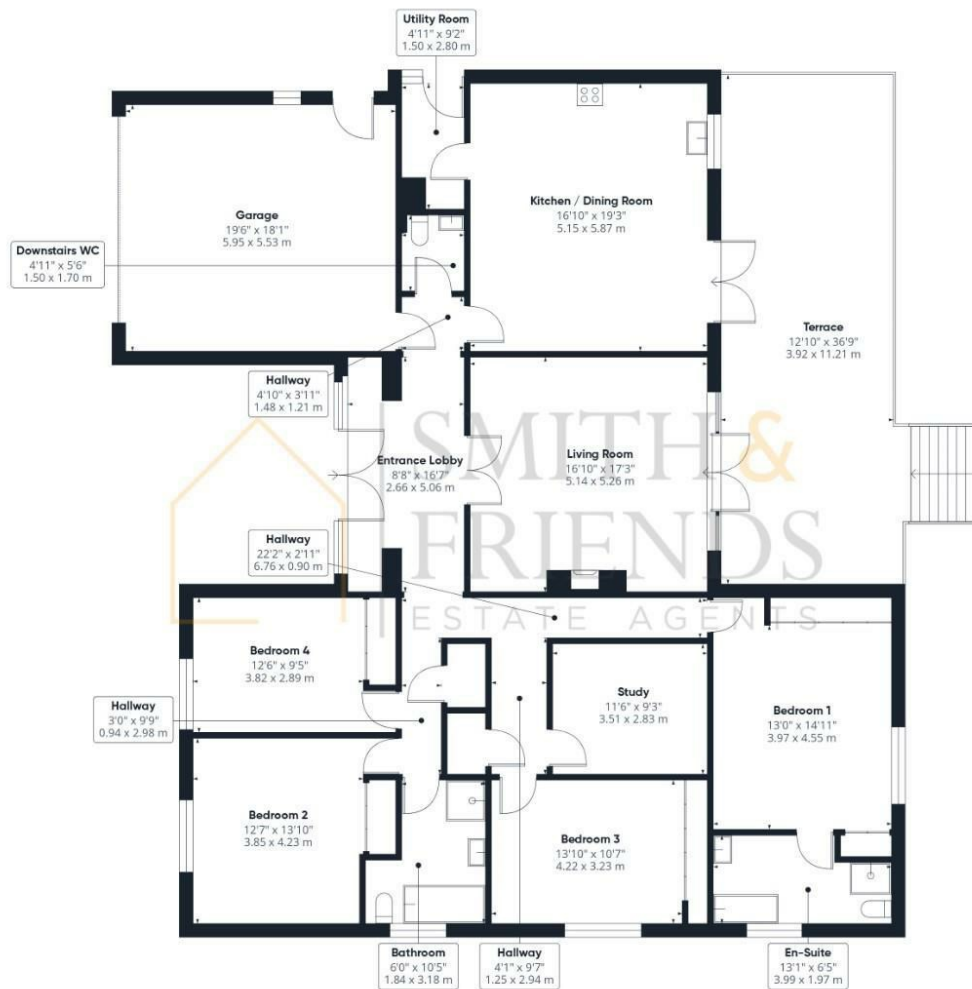 Utility Room
4'11" x 9'2"
1.50 x 2.80 m
Garage
19'6" x 18'1"
5.95 x 5.53 m
Kitchen / Dining Room
16'10" x 19'3"
5.15 x 5.87 m
Downstairs WC
4'11" x 5'6"
1.50 x 1.70 m
Terrace
12'10" x 36'9"
3.92 x 11.21 m
Hallway
4'10" x 3'11"
1.48 x 1.21 m
SMITH &
FRIENDS
ESTATE AGENTS
Entrance Lobby
8'8" x 16'7"
2.66 x 5.06 m
Living Room
16'10" x 17'3"
5.14 x 5.26 m
Hallway
22'2" x 2'11"
6.76 x 0.90 m
Bedroom 4
12'6" x 9'5"
3.82 x 2.89 m
Hallway
3'0" x 9'9"
0.94 x 2.98 m
Study
11'6" x 9'3"
3.51 x 2.83 m
Bedroom 1
13'0" x 14'11"
3.97 x 4.55 m
Bedroom 2
12'7" x 13'10"
3.85 x 4.23 m
Bedroom 3
13'10" x 10'7"
4.22 x 3.23 m
Bathroom
6'0" x 10'5"
1.84 x 3.18 m
Hallway
4'1" x 9'7"
1.25 x 2.94 m
En-Suite
13'1" x 6'5"
3.99 x 1.97 m